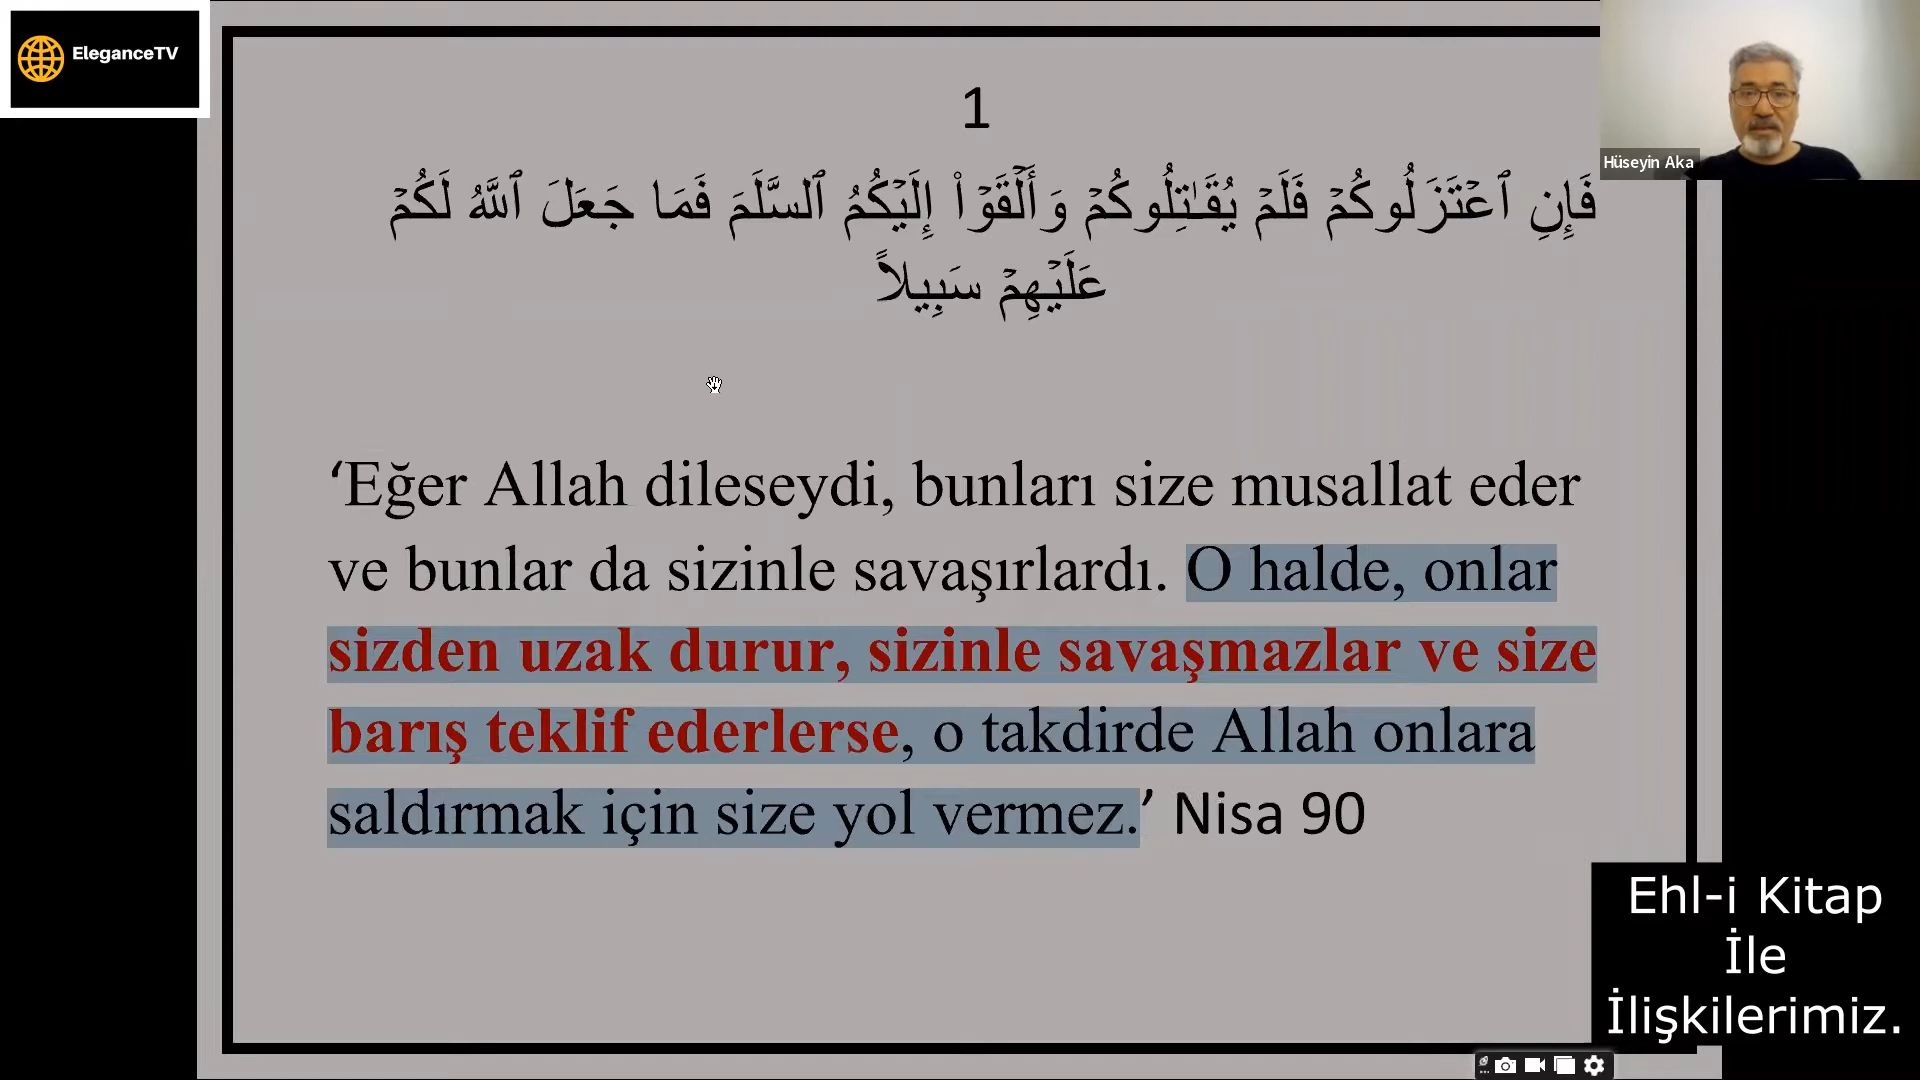 EleganceTV
1
فَإِنِ ٱعۡتَزَلُوكُمۡ فَلَمۡ يُقَـٰتِلُوكُمۡ وَأَلۡقَوۡاْ إِلَيۡكُمُ ٱلسَّلَمَ فَمَا جَعَلَ ٱللَّهُ لَكُمۡ
عَلَيۡهِمۡ سَبِيلاً
‘Eğer Allah dileseydi, bunları size musallat eder
ve bunlar da sizinle savaşırlardı. O halde, onlar
sizden uzak durur, sizinle savaşmazlar ve size
barış teklif ederlerse, o takdirde Allah onlara
saldırmak için size yol vermez.’ Nisa 90
Hüseyin Aka
Ehl-i Kitap
İle
İlişkilerimiz.